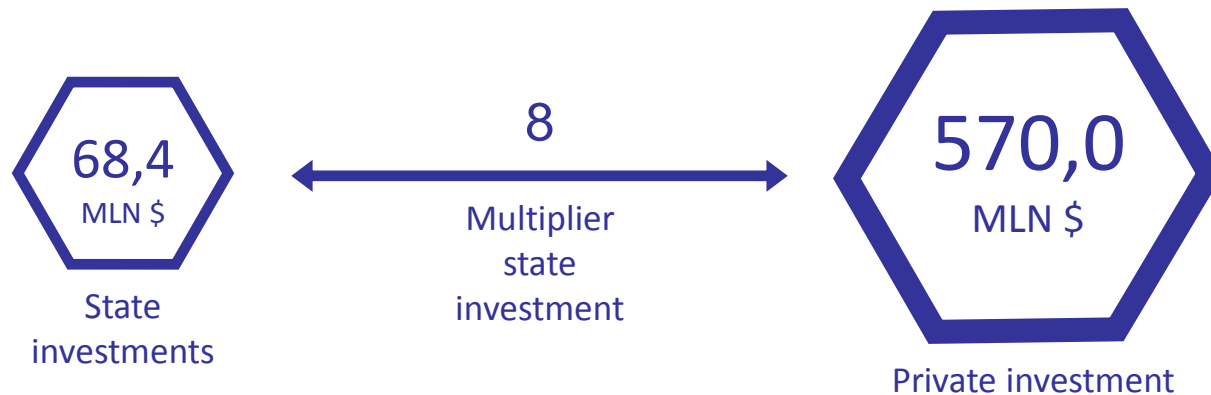 68,4
MLN $
State
investments
8
Multiplier
state
investment
570,0
MLN $
Private investment